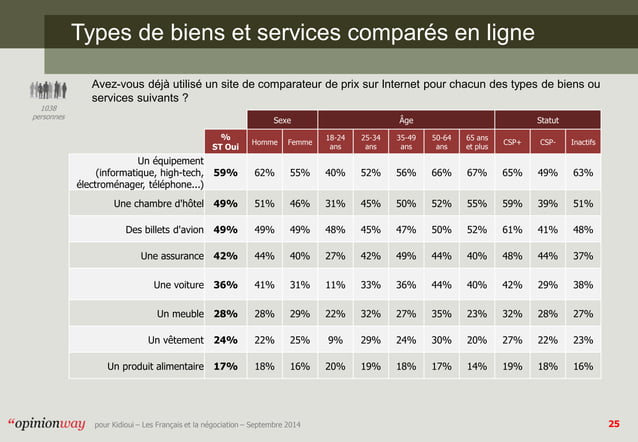 Types de biens et services comparés en ligne
Avez-vous déjà utilisé un site de comparateur de prix sur Internet pour chacun des types de biens ou
services suivants ?
1038
personnes
Sexe Âge Statut
% ST Oui Homme Femme 18-24 ans 25-34 ans 35-49 ans 50-64 ans 65 ans et plus CSP+ CSP- Inactifs
Un équipement
(informatique, high-tech, 59% 62% 55% 40% 52% 56% 66% 67% 65% 49% 63%
électroménager, téléphone...)
Une chambre d'hôtel 49% 51% 46% 31% 45% 50% 52% 55% 59% 39% 51%
Des billets d'avion 49% 49% 49% 48% 45% 47% 50% 52% 61% 41% 48%
Une assurance 42% 44% 40% 27% 42% 49% 44% 40% 48% 44% 37%
Une voiture 36% 41% 31% 11% 33% 36% 44% 40% 42% 29% 38%
Un meuble 28% 28% 29% 22% 32% 27% 35% 23% 32% 28% 27%
Un vêtement 24% 22% 25% 9% 29% 24% 30% 20% 27% 22% 23%
Un produit alimentaire 17% 18% 16% 20% 19% 18% 17% 14% 19% 18% 16%
“opinionway pour Kidioui – Les Français et la négociation – Septembre 2014 25